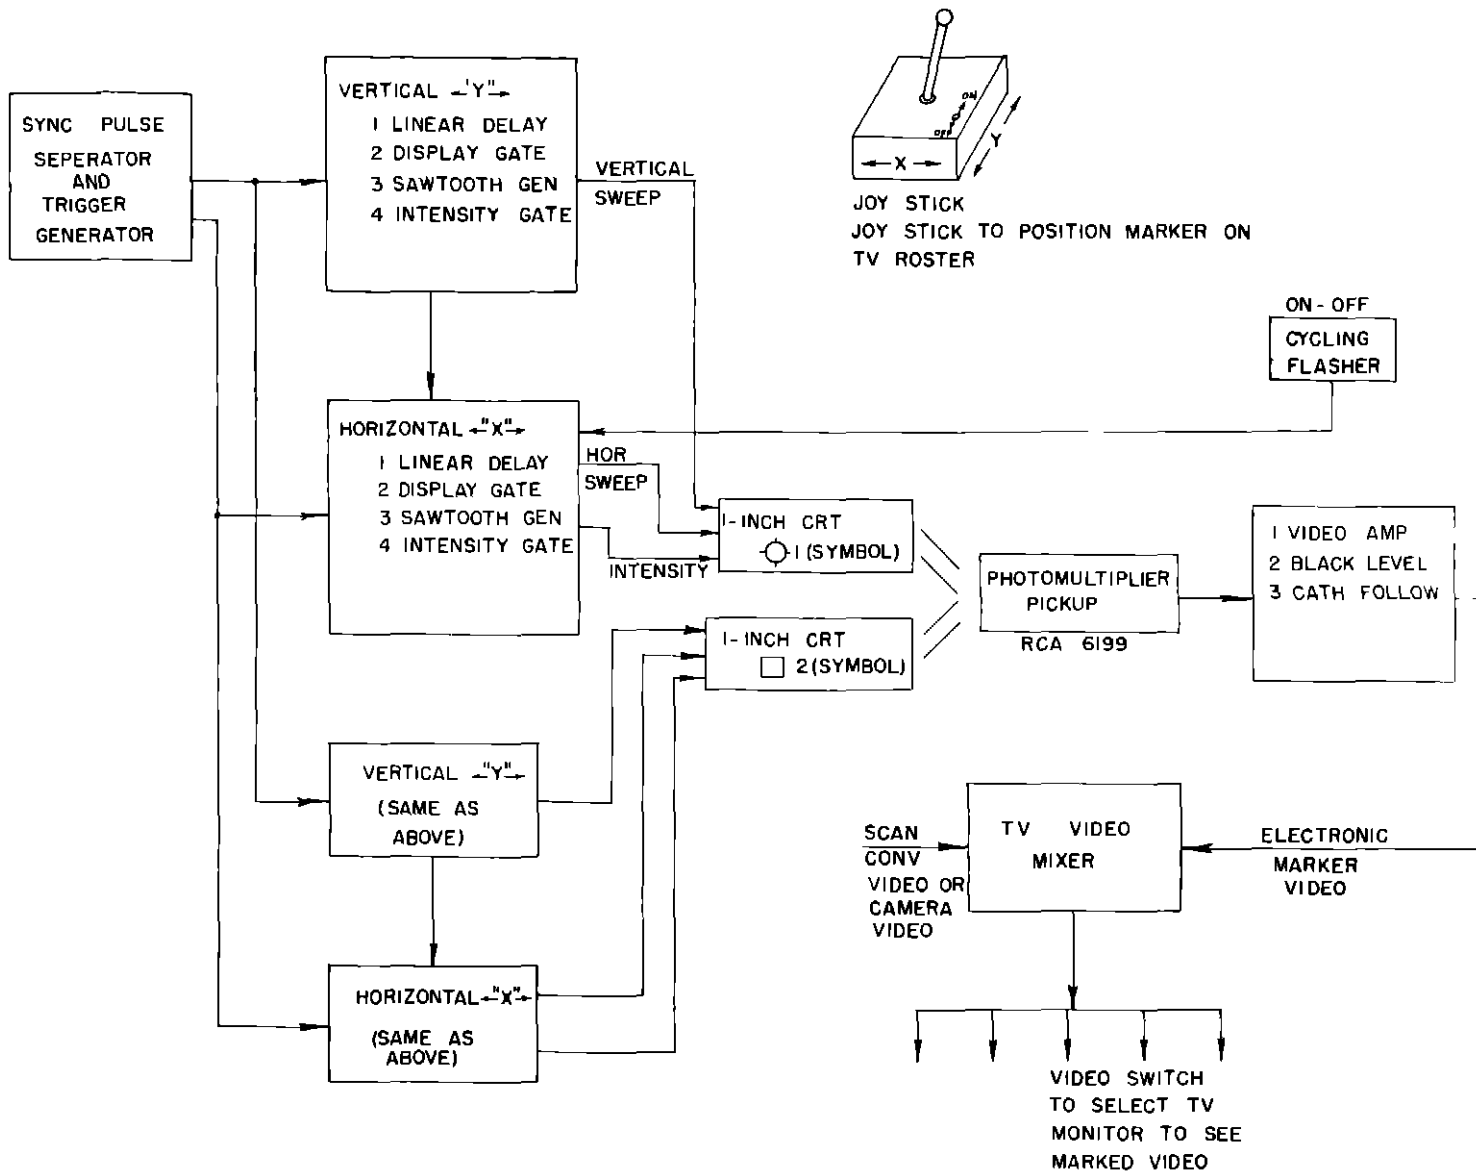 SYNC PULSE
SEPERATOR
AND
TRIGGER
GENERATOR
VERTICAL "Y"
1 LINEAR DELAY
2 DISPLAY GATE
3 SAWTOOTH GEN
4 INTENSITY GATE
VERTICAL
SWEEP
ON
OFF
X
Y
JOY STICK
JOY STICK TO POSITION MARKER ON
TV ROSTER
ON-OFF
CYCLING
FLASHER
HORIZONTAL "X"
1 LINEAR DELAY
2 DISPLAY GATE
3 SAWTOOTH GEN
4 INTENSITY GATE
HOR
SWEEP
INTENSITY
1-INCH CRT
1 (SYMBOL)
1-INCH CRT
2 (SYMBOL)
PHOTOMULTIPLIER
PICKUP
RCA 6199
1 VIDEO AMP
2 BLACK LEVEL
3 CATH FOLLOW
VERTICAL "Y"
(SAME AS
ABOVE)
HORIZONTAL "X"
(SAME AS
ABOVE)
SCAN
CONV
VIDEO OR
CAMERA
VIDEO
TV VIDEO
MIXER
ELECTRONIC
MARKER
VIDEO
VIDEO SWITCH
TO SELECT TV
MONITOR TO SEE
MARKED VIDEO